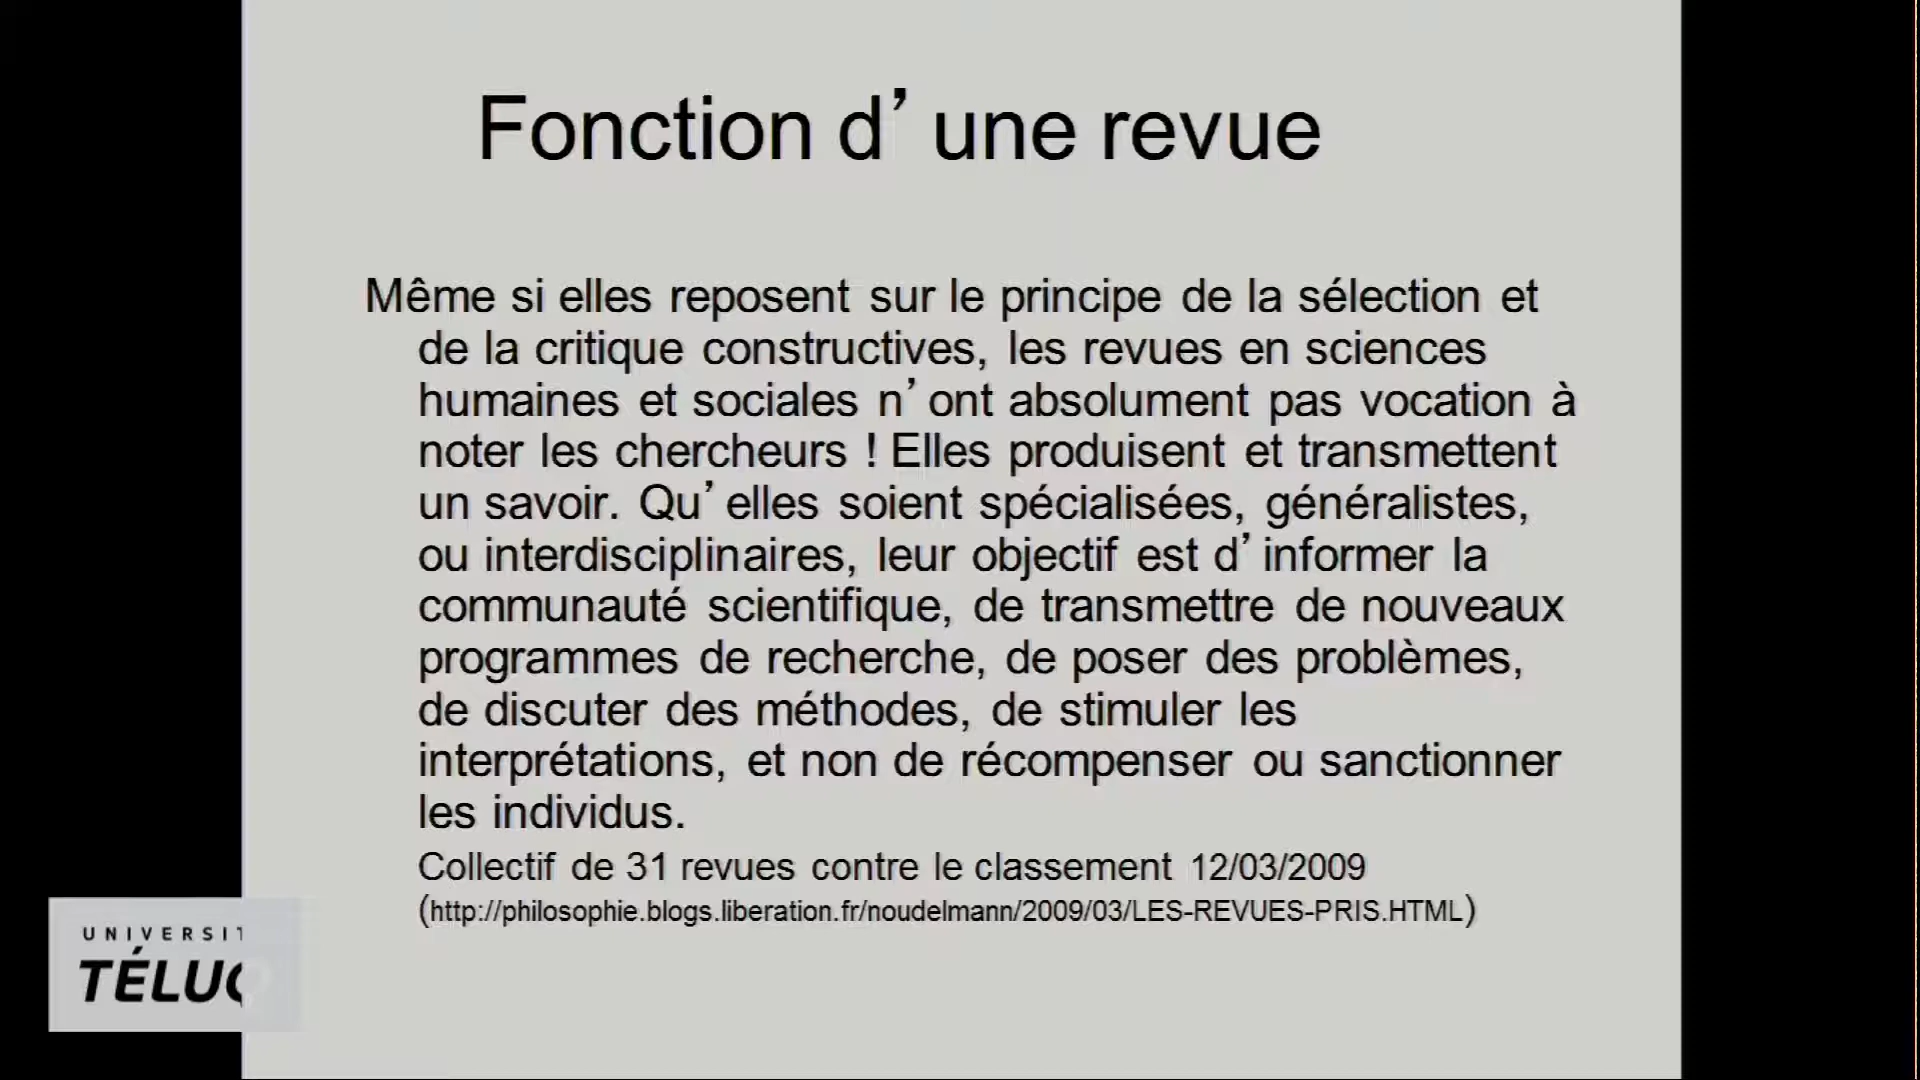 Fonction d’une revue
Même si elles reposent sur le principe de la sélection et
de la critique constructives, les revues en sciences
humaines et sociales n’ont absolument pas vocation à
noter les chercheurs ! Elles produisent et transmettent
un savoir. Qu’elles soient spécialisées, généralistes,
ou interdisciplinaires, leur objectif est d’informer la
communauté scientifique, de transmettre de nouveaux
programmes de recherche, de poser des problèmes,
de discuter des méthodes, de stimuler les
interprétations, et non de récompenser ou sanctionner
les individus.
Collectif de 31 revues contre le classement 12/03/2009
(http://philosophie.blogs.liberation.fr/noudelmann/2009/03/LES-REVUES-PRIS.HTML)
UNIVERSIT
TÉLUQ